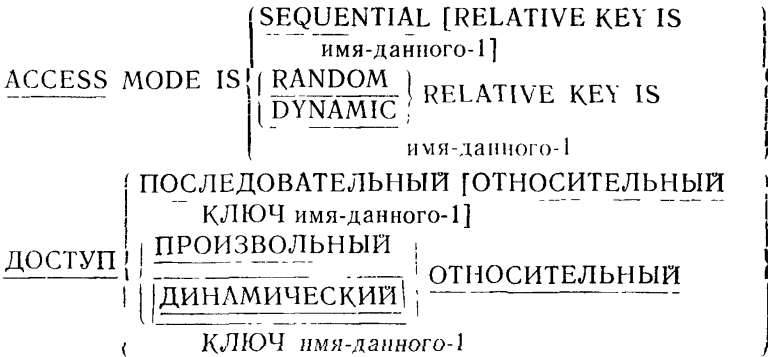 SEQUENTIAL [RELATIVE KEY IS
имя-данного-1]
ACCESS MODE IS { { RANDOM
DYNAMIC } RELATIVE KEY IS
имя-данного-1 }
ПОСЛЕДОВАТЕЛЬНЫЙ [ОТНОСИТЕЛЬНЫЙ
КЛЮЧ имя-данного-1]
ДОСТУП { { ПРОИЗВОЛЬНЫЙ
ДИНАМИЧЕСКИЙ } ОТНОСИТЕЛЬНЫЙ
КЛЮЧ имя-данного-1 }